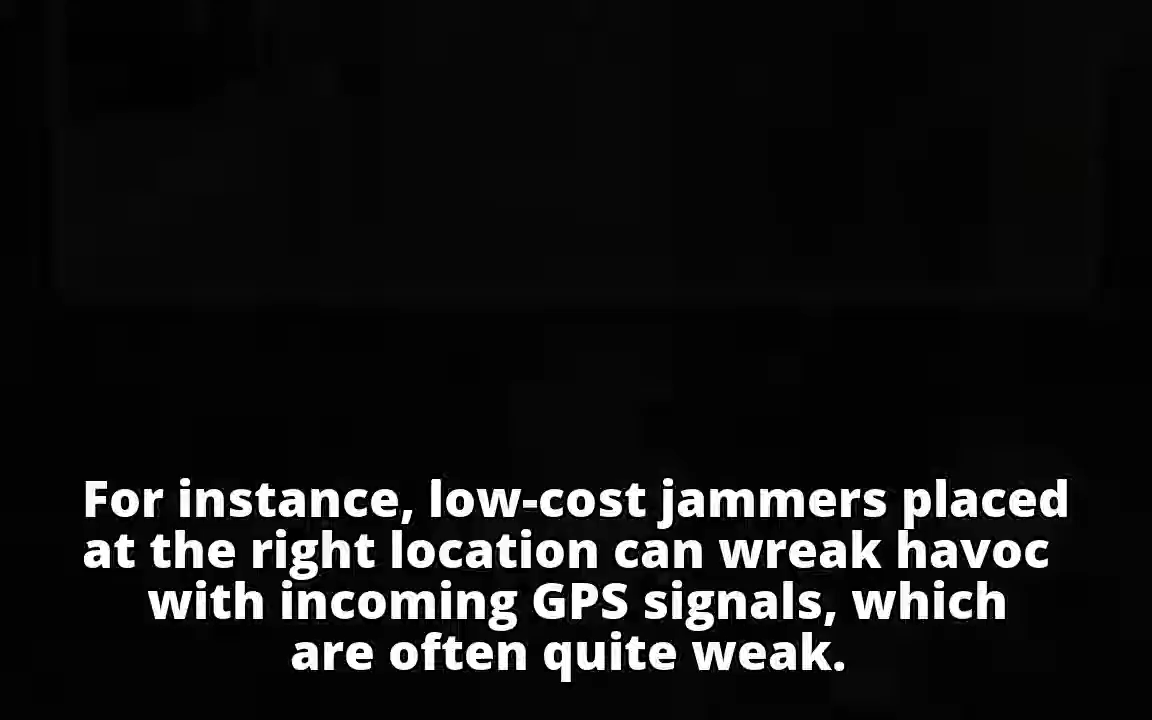 For instance, low-cost jammers placed
at the right location can wreak havoc
with incoming GPS signals, which
are often quite weak.